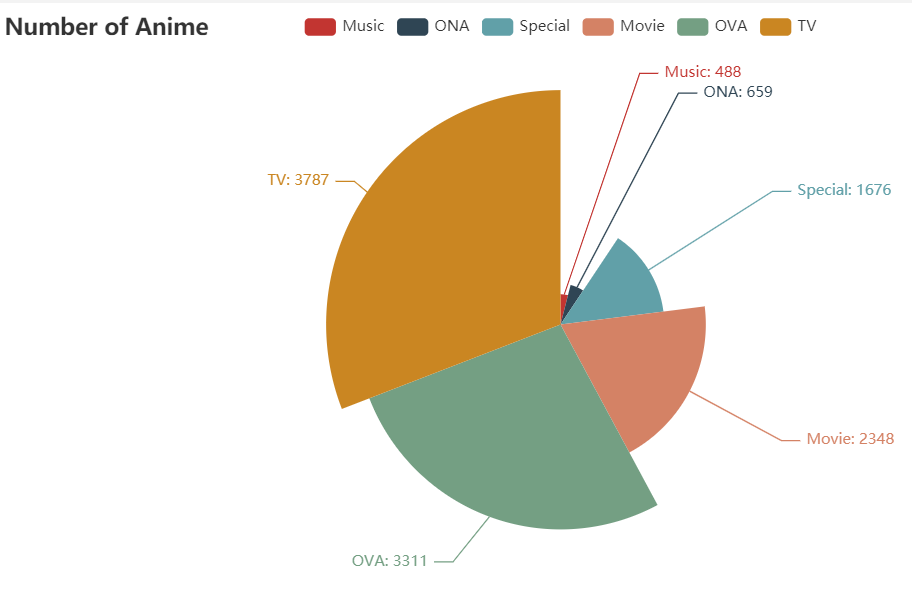 Number of Anime
Music ONA Special Movie OVA TV
Music: 488
ONA: 659
TV: 3787
Special: 1676
Movie: 2348
OVA: 3311